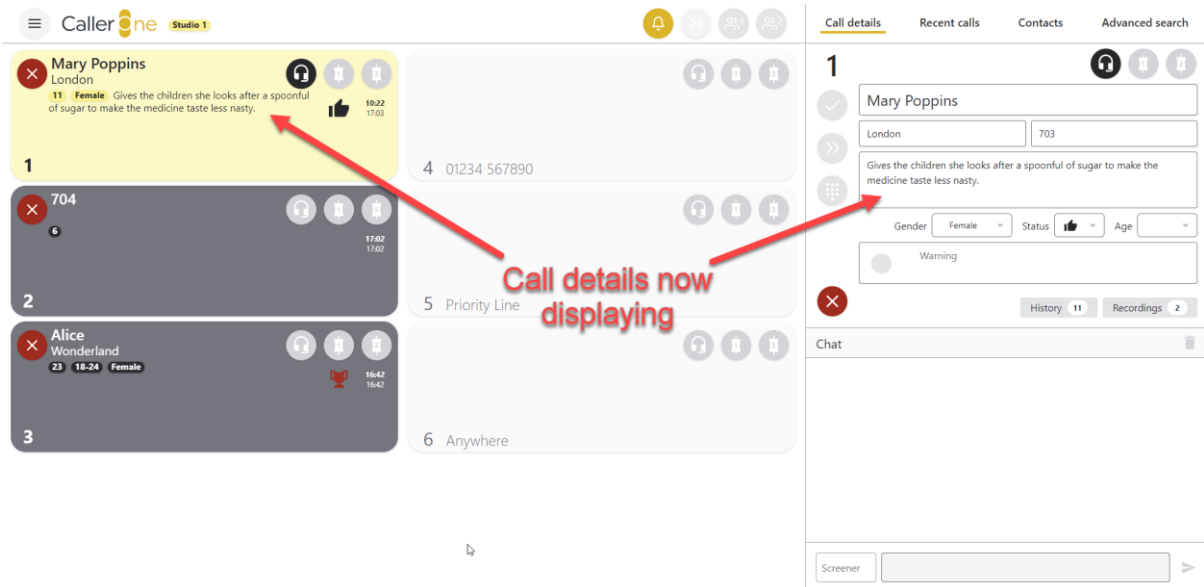 Caller One Studio 1
Call details Recent calls Contacts Advanced search
Mary Poppins
London
11 Female Gives the children she looks after a spoonful
of sugar to make the medicine taste less nasty.
10:22
17:03
1
4 01234 567890
704
6
17:02
17:02
2
5 Priority Line
Alice
Wonderland
23 18-24 Female
16:42
16:42
3
6 Anywhere
Call details now
displaying
1
Mary Poppins
London 703
Gives the children she looks after a spoonful of sugar to make the
medicine taste less nasty.
Gender Female Status Age
Warning
History 11 Recordings 2
Chat
Screener